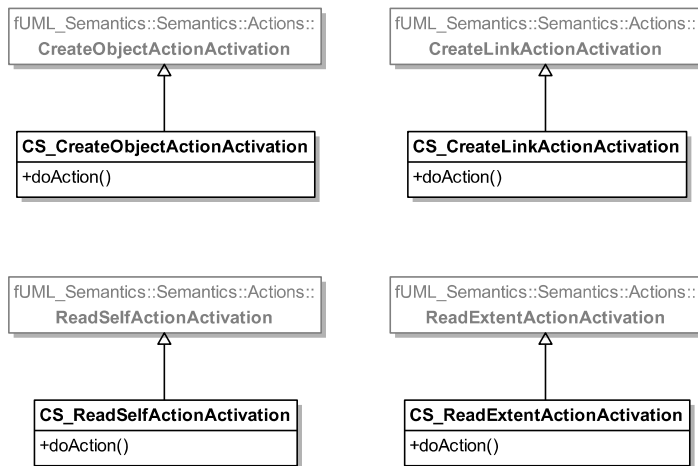 fUML_Semantics::Semantics::Actions::
CreateObjectActionActivation
fUML_Semantics::Semantics::Actions::
CreateLinkActionActivation
CS_CreateObjectActionActivation
+doAction()
CS_CreateLinkActionActivation
+doAction()
fUML_Semantics::Semantics::Actions::
ReadSelfActionActivation
fUML_Semantics::Semantics::Actions::
ReadExtentActionActivation
CS_ReadSelfActionActivation
+doAction()
CS_ReadExtentActionActivation
+doAction()